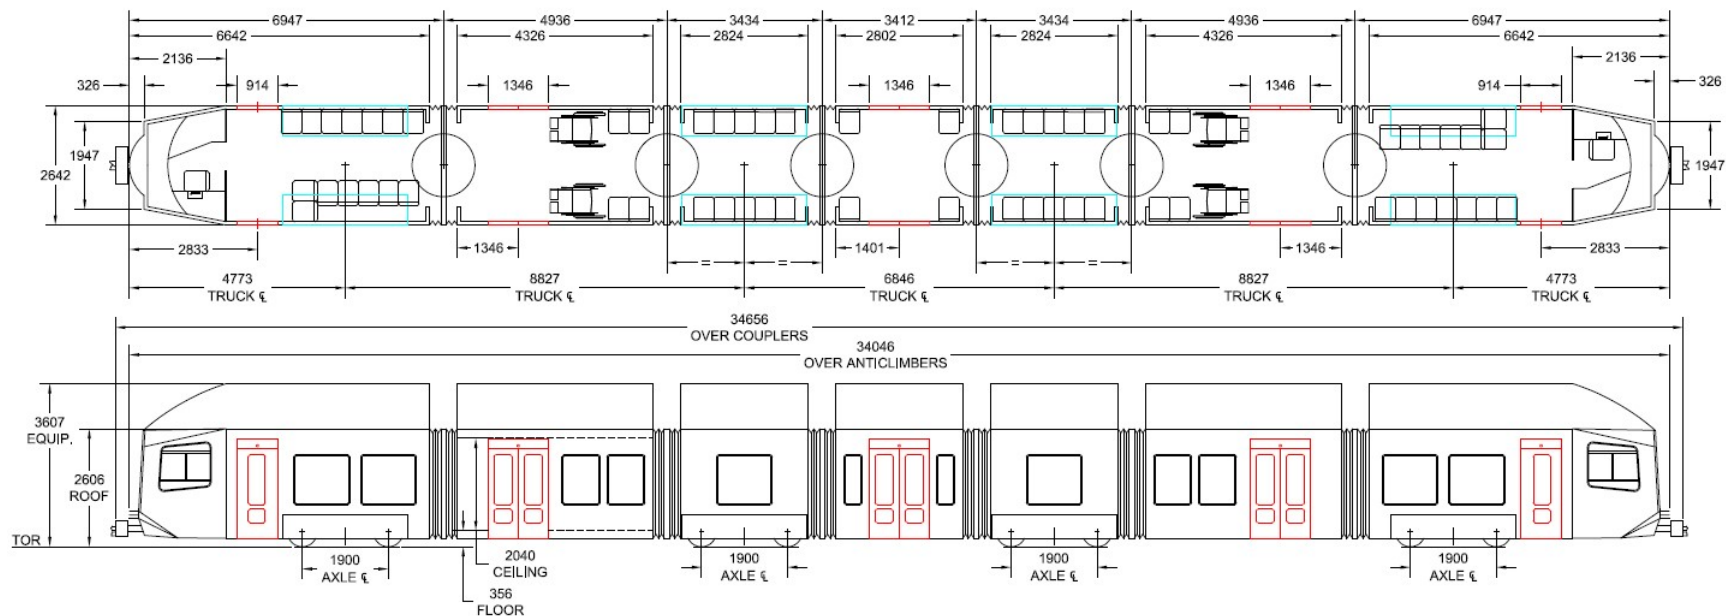 6947 4936 3434 3412 3434 4936 6947
6642 4326 2824 2802 2824 4326 6642
2136 2136
326 914 1346 1346 1346 914 326
1947 1947
2642
2833 1346 1401 = = = = 1346 2833
4773 8827 6846 8827 4773
TRUCK ℄ TRUCK ℄ TRUCK ℄ TRUCK ℄ TRUCK ℄
34656
OVER COUPLERS
34046
OVER ANTICLIMBERS
3607
EQUIP.
2606
ROOF
TOR
1900 2040 1900 1900 1900
AXLE ℄ CEILING AXLE ℄ AXLE ℄ AXLE ℄
356
FLOOR